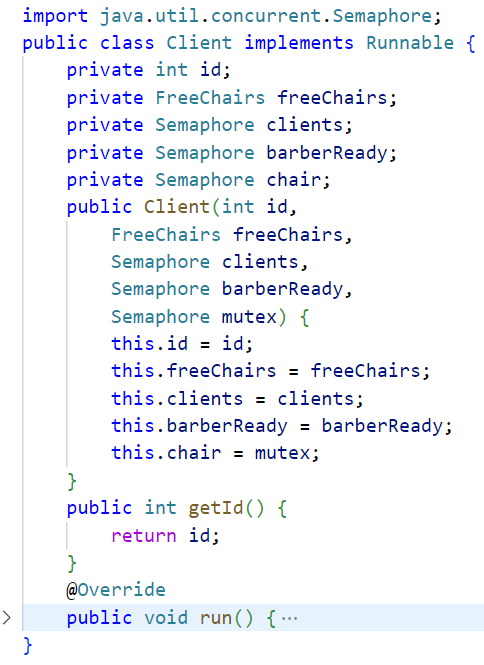 import java.util.concurrent.Semaphore;
public class Client implements Runnable {
    private int id;
    private FreeChairs freeChairs;
    private Semaphore clients;
    private Semaphore barberReady;
    private Semaphore chair;
    public Client(int id,
        FreeChairs freeChairs,
        Semaphore clients,
        Semaphore barberReady,
        Semaphore mutex) {
        this.id = id;
        this.freeChairs = freeChairs;
        this.clients = clients;
        this.barberReady = barberReady;
        this.chair = mutex;
    }
    public int getId() {
        return id;
    }
    @Override
    public void run() {⋯
}